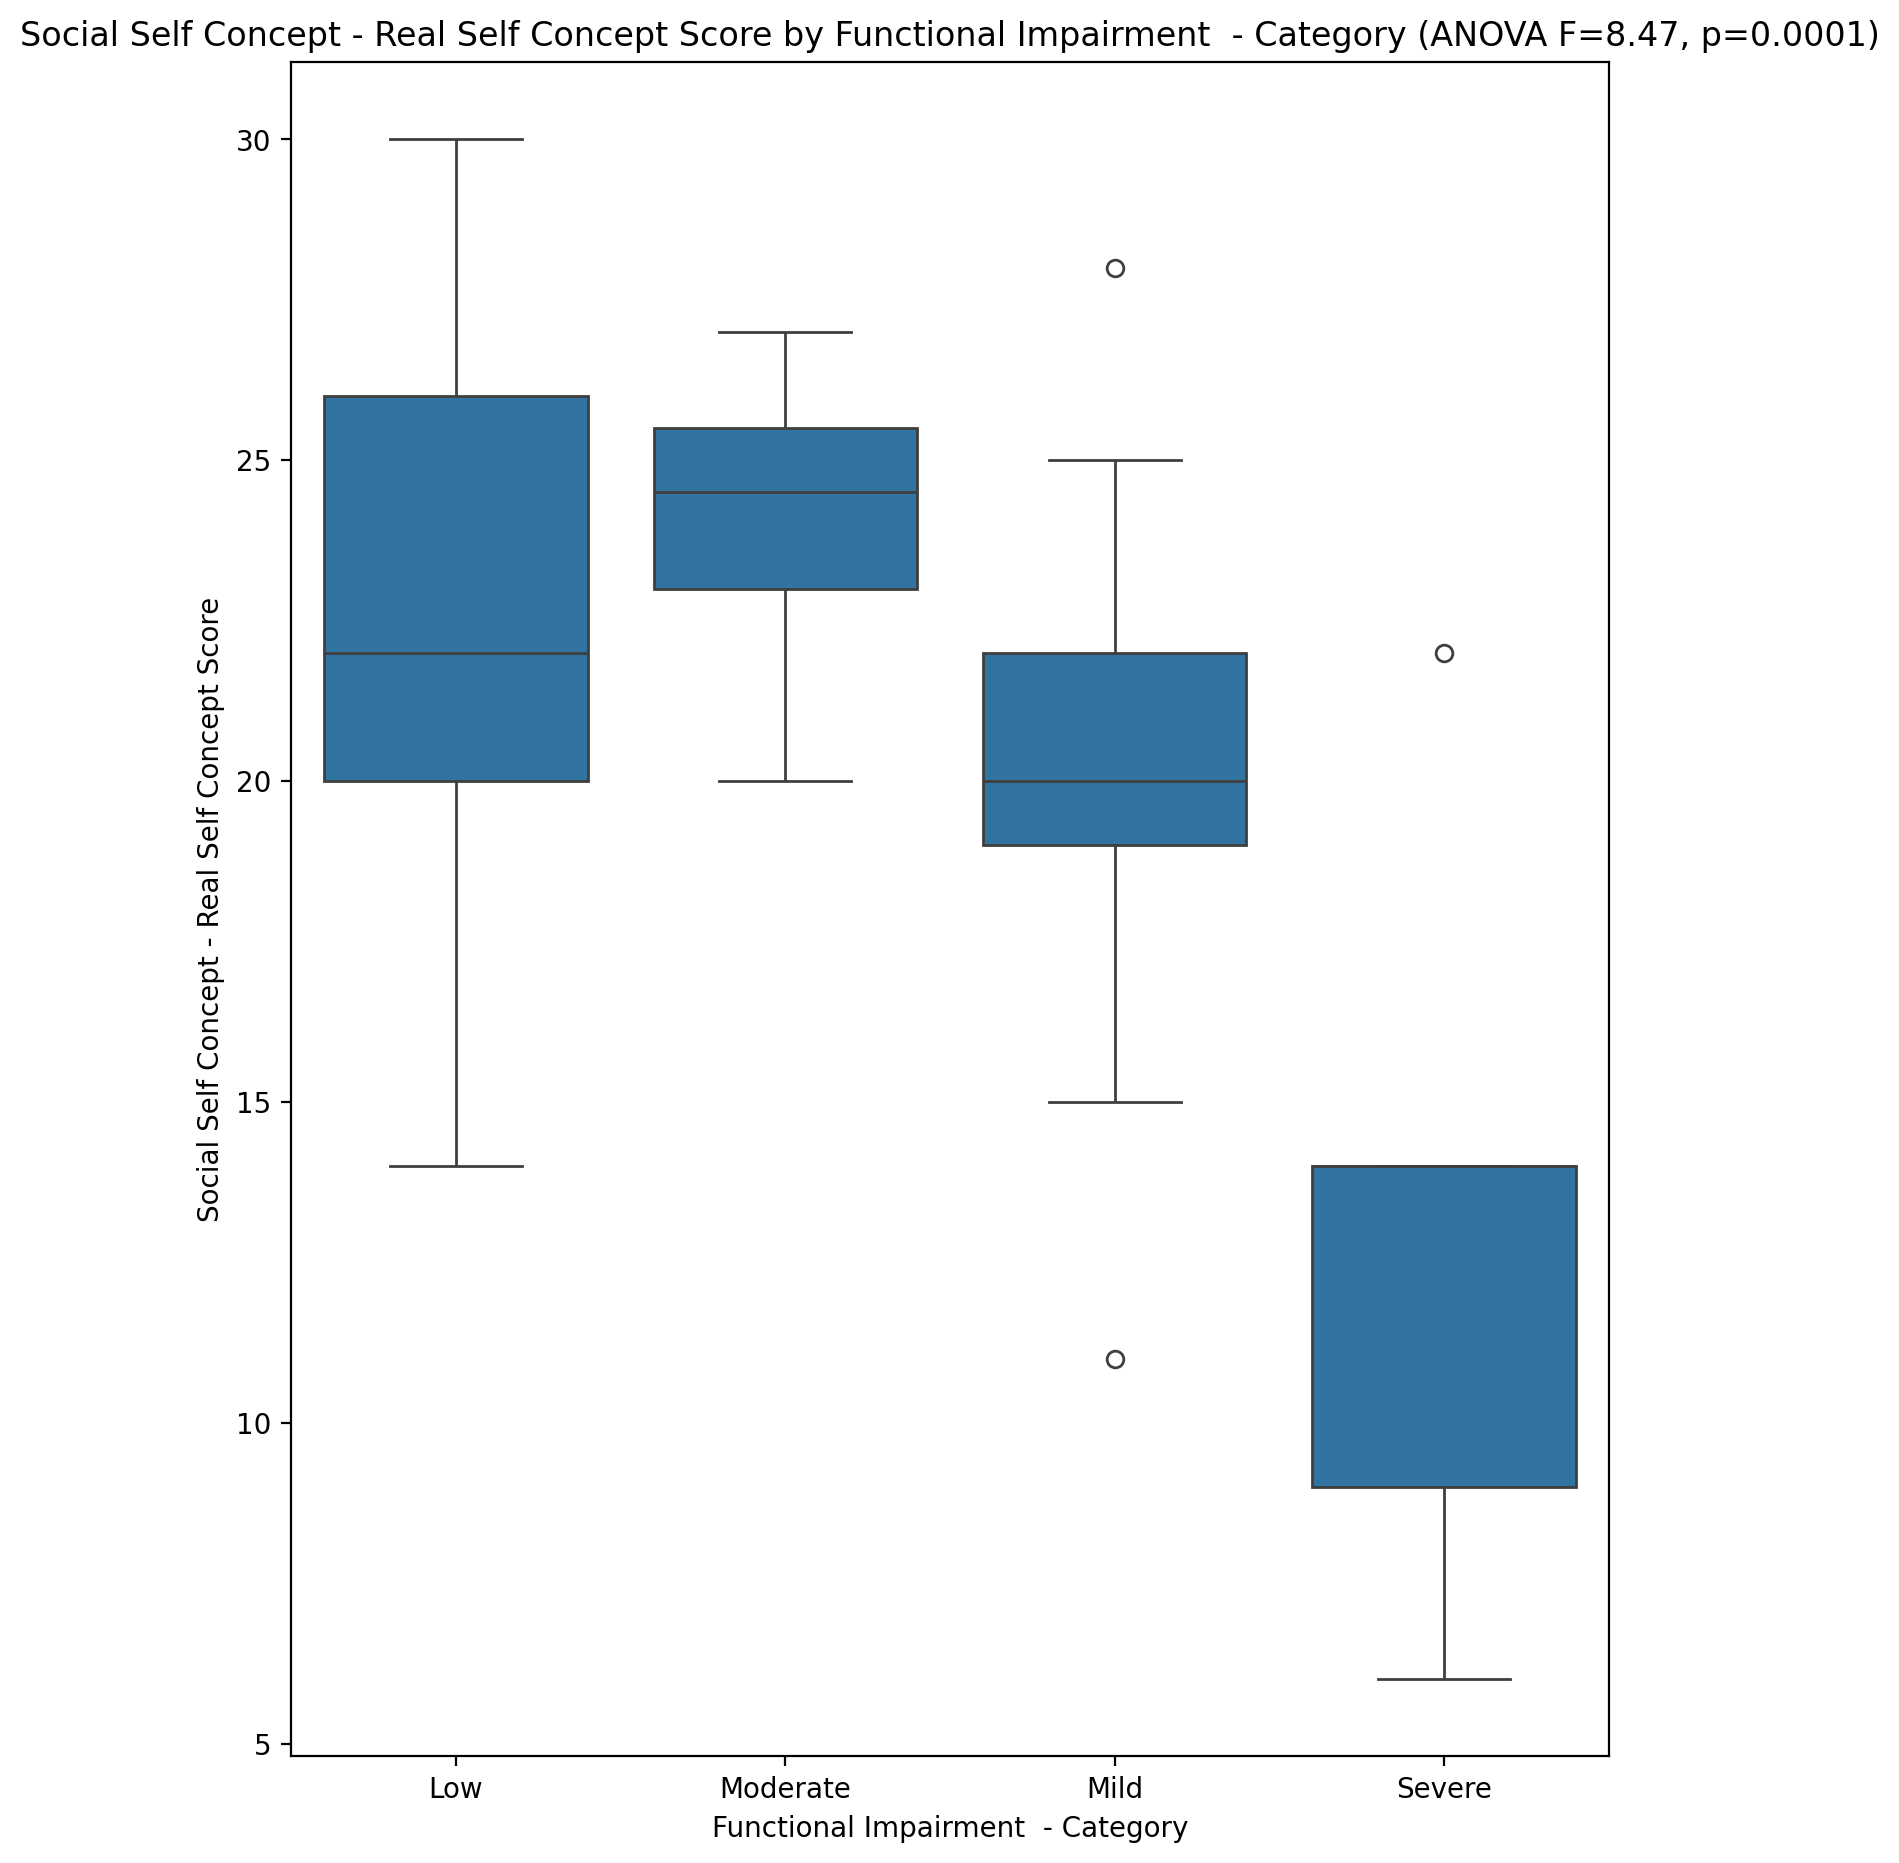 Social Self Concept - Real Self Concept Score by Functional Impairment  - Category (ANOVA F=8.47, p=0.0001)
Social Self Concept - Real Self Concept Score
30
25
20
15
10
5
Low
Moderate
Mild
Severe
Functional Impairment  - Category